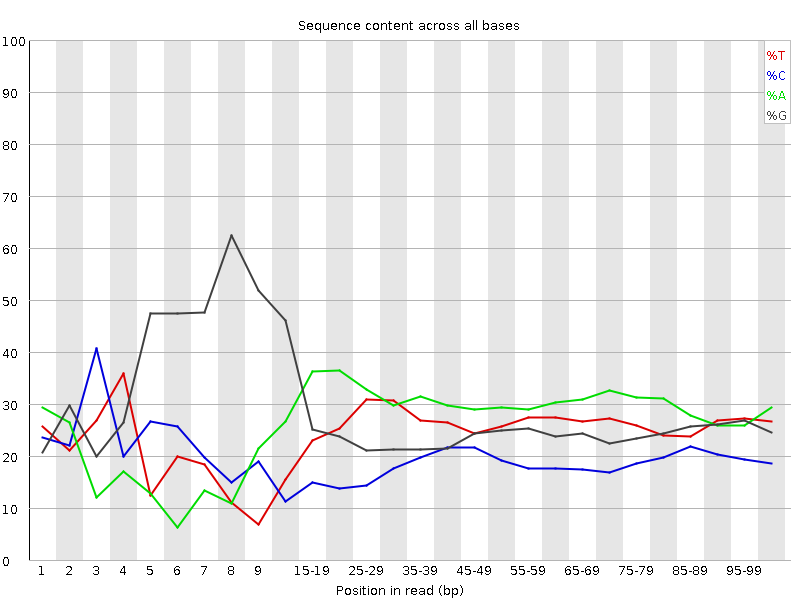 Sequence content across all bases
100
90
80
70
60
50
40
30
20
10
0
%T
%C
%A
%G
1 2 3 4 5 6 7 8 9 15-19 25-29 35-39 45-49 55-59 65-69 75-79 85-89 95-99
Position in read (bp)